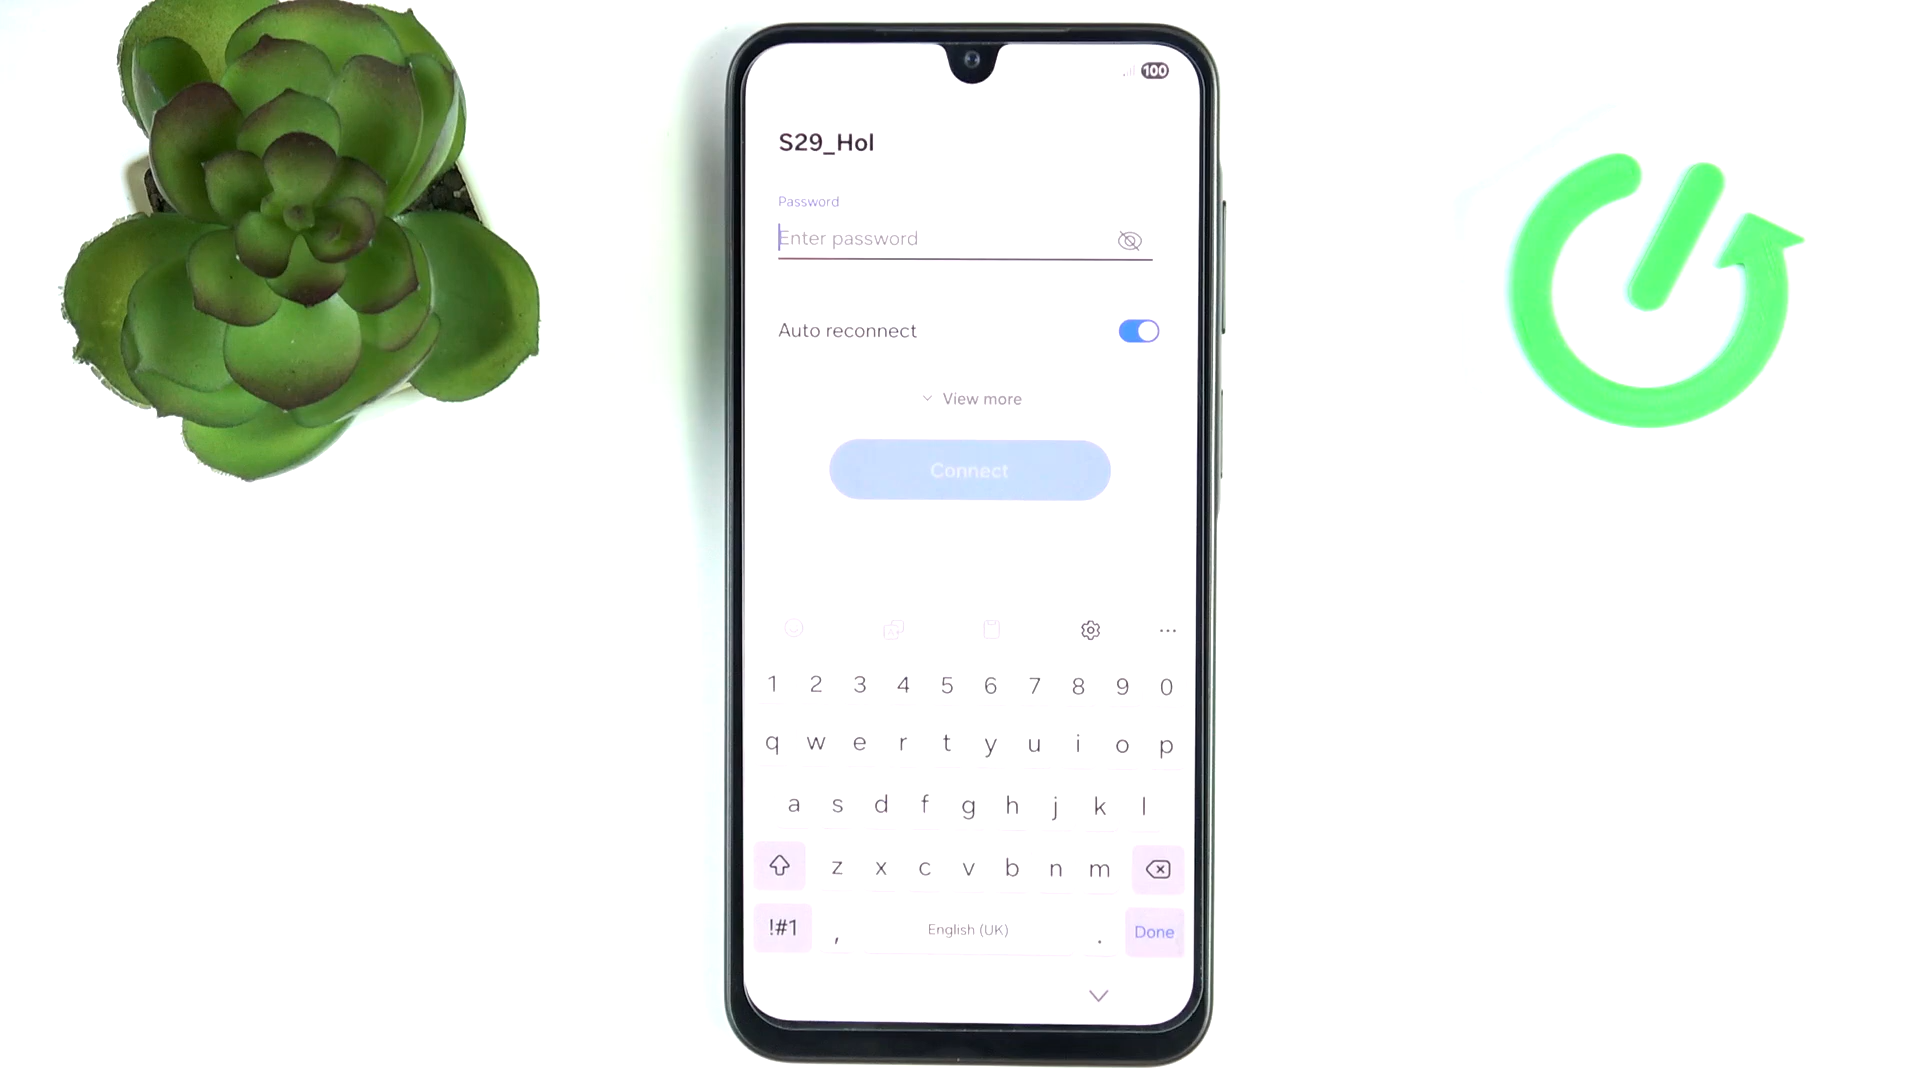 100
S29_Hol
Password
Enter password
Auto reconnect
View more
Connect
1 2 3 4 5 6 7 8 9 0
q w e r t y u i o p
a s d f g h j k l
z x c v b n m
!#1 , English (UK) . Done